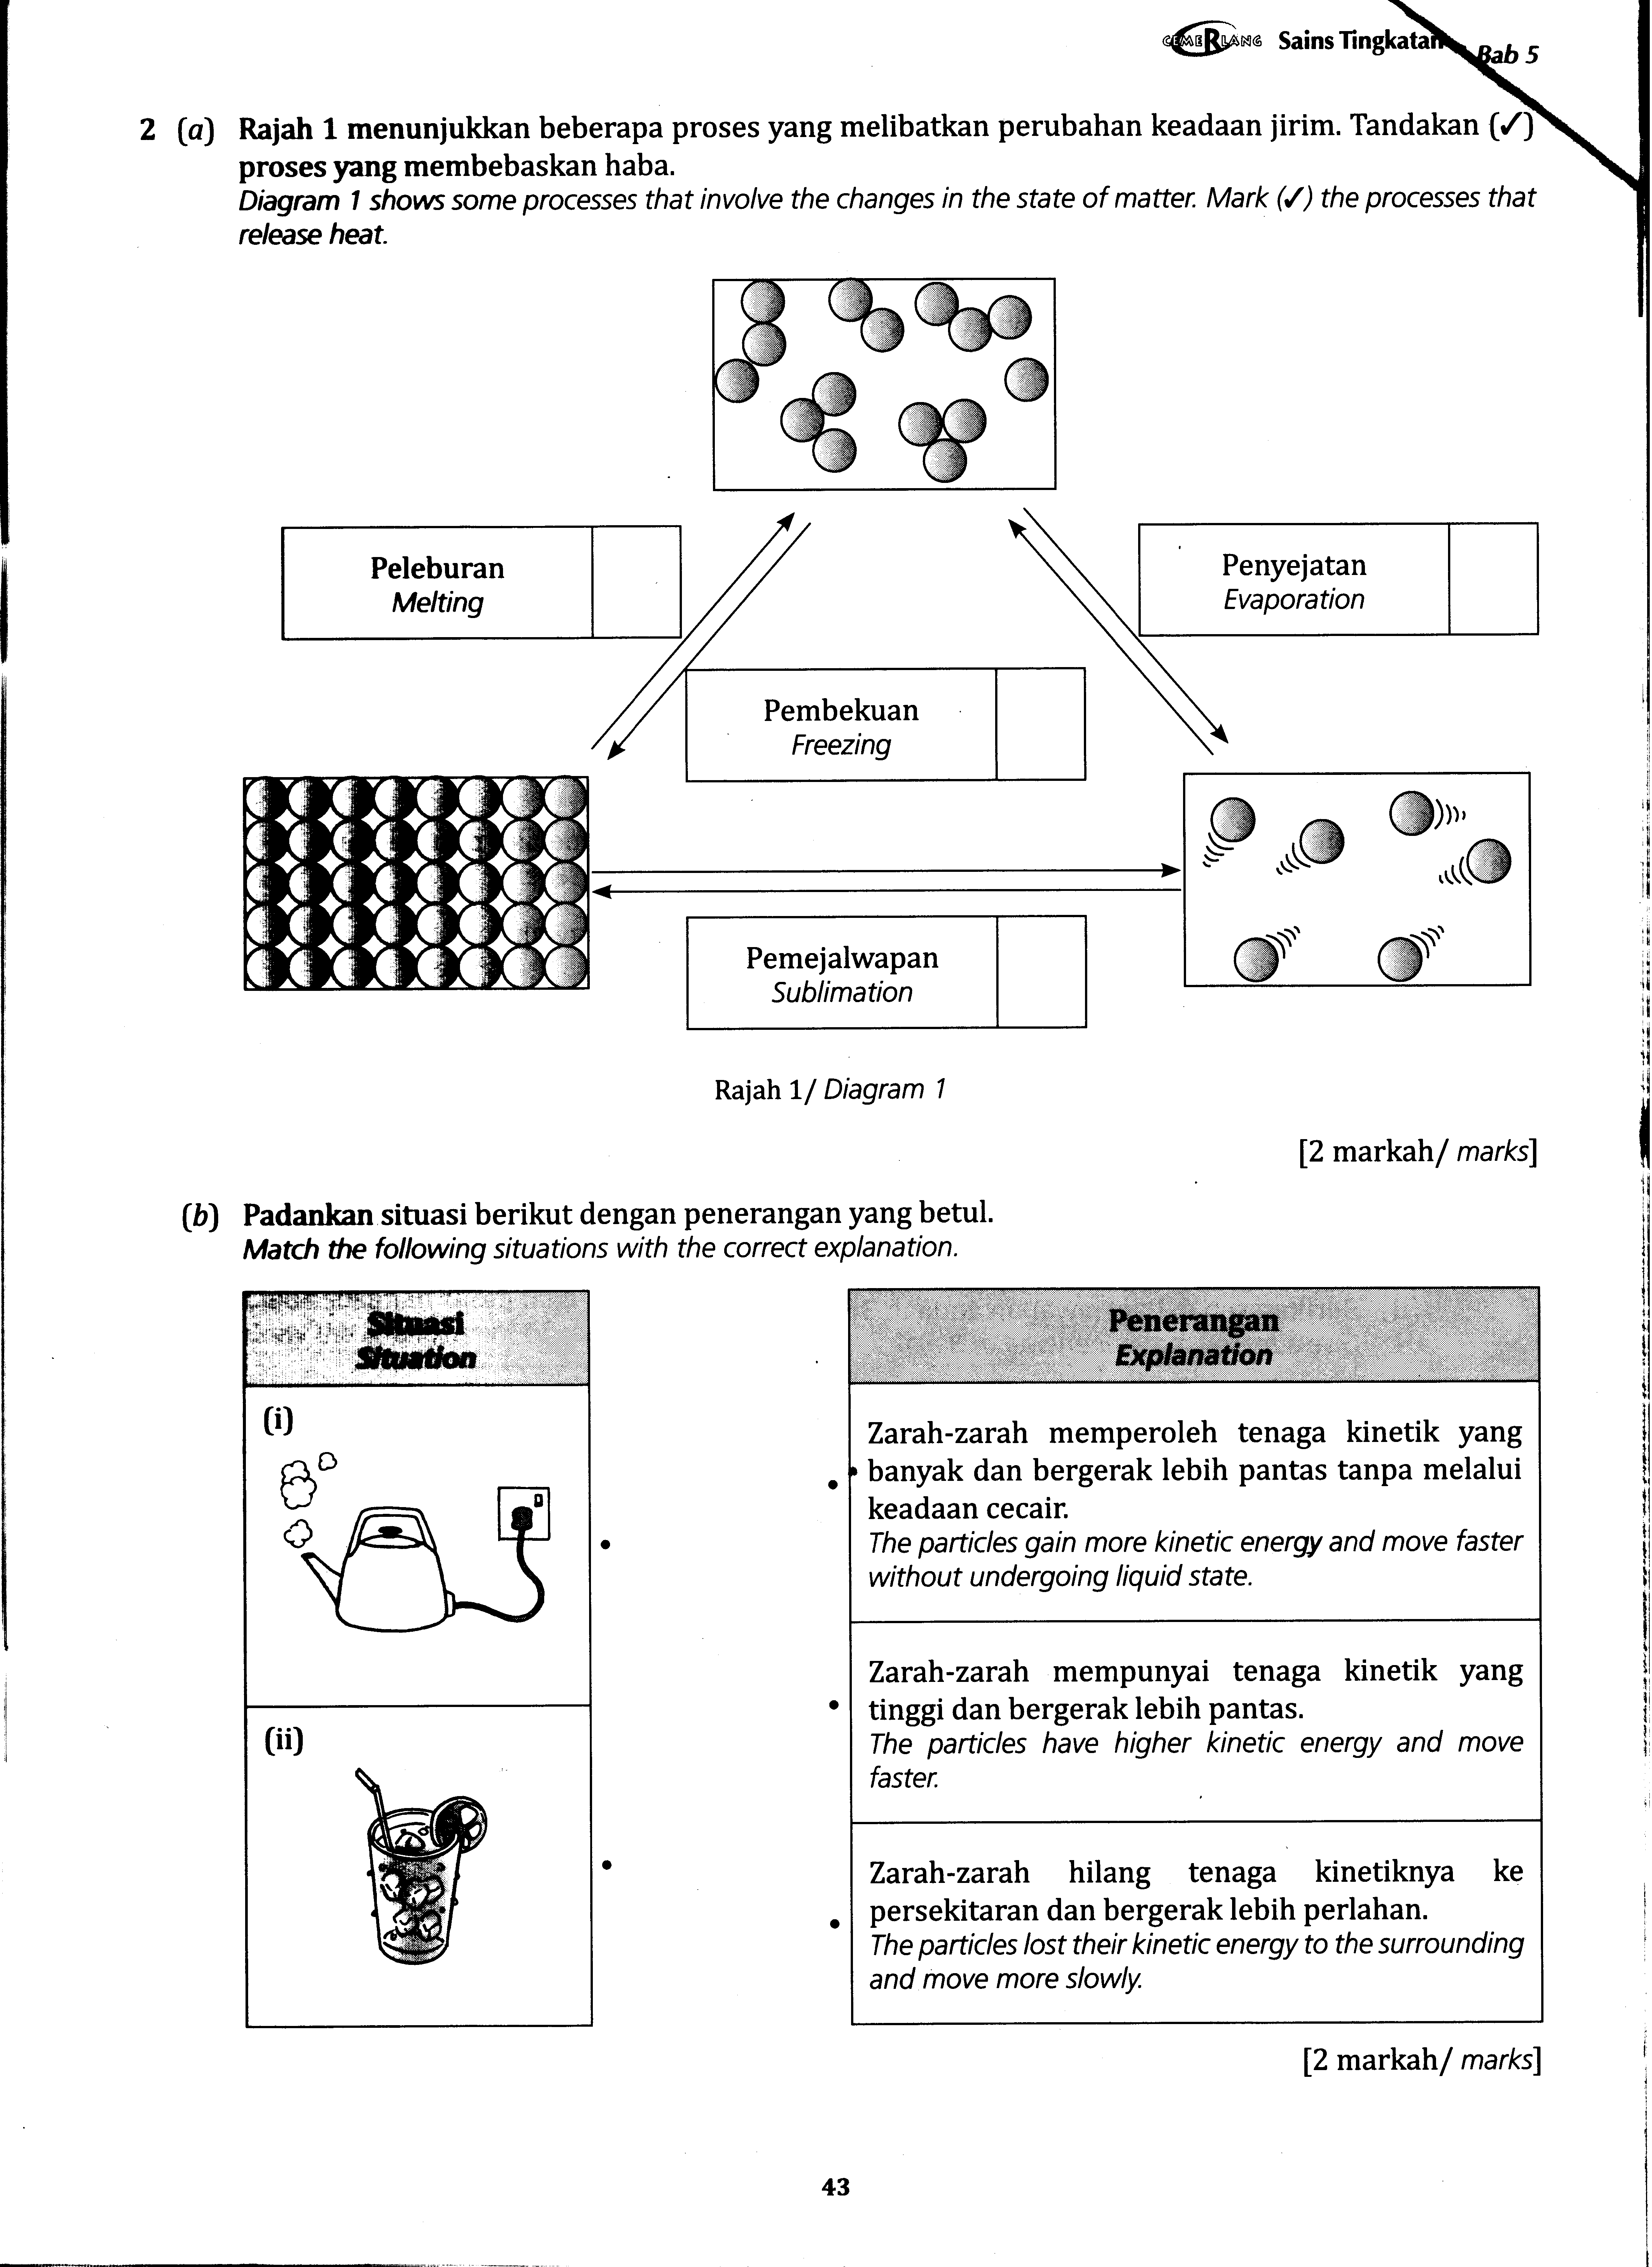 CEMERLANG Sains Tingkatan
Bab 5
2 (a) Rajah 1 menunjukkan beberapa proses yang melibatkan perubahan keadaan jirim. Tandakan (✓)
proses yang membebaskan haba.
Diagram 1 shows some processes that involve the changes in the state of matter. Mark (✓) the processes that
release heat.
Peleburan
Melting
Penyejatan
Evaporation
Pembekuan
Freezing
Pemejalwapan
Sublimation
Rajah 1/ Diagram 1
[2 markah/ marks]
(b) Padankan situasi berikut dengan penerangan yang betul.
Match the following situations with the correct explanation.
Situasi
Situation
(i)
(ii)
Penerangan
Explanation
Zarah-zarah memperoleh tenaga kinetik yang
banyak dan bergerak lebih pantas tanpa melalui
keadaan cecair.
The particles gain more kinetic energy and move faster
without undergoing liquid state.
Zarah-zarah mempunyai tenaga kinetik yang
tinggi dan bergerak lebih pantas.
The particles have higher kinetic energy and move
faster.
Zarah-zarah hilang tenaga kinetiknya ke
persekitaran dan bergerak lebih perlahan.
The particles lost their kinetic energy to the surrounding
and move more slowly.
[2 markah/ marks]
43